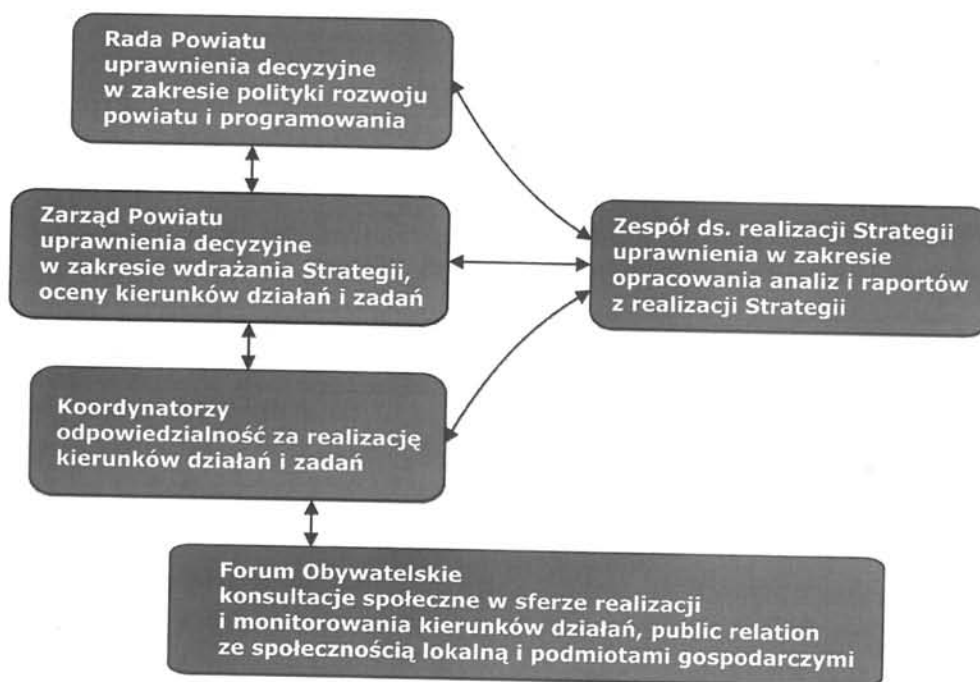 Rada Powiatu
uprawnienia decyzyjne
w zakresie polityki rozwoju
powiatu i programowania
Zarząd Powiatu
uprawnienia decyzyjne
w zakresie wdrażania Strategii,
oceny kierunków działań i zadań
Zespół ds. realizacji Strategii
uprawnienia w zakresie
opracowania analiz i raportów
z realizacji Strategii
Koordynatorzy
odpowiedzialność za realizację
kierunków działań i zadań
Forum Obywatelskie
konsultacje społeczne w sferze realizacji
i monitorowania kierunków działań, public relation
ze społecznością lokalną i podmiotami gospodarczymi